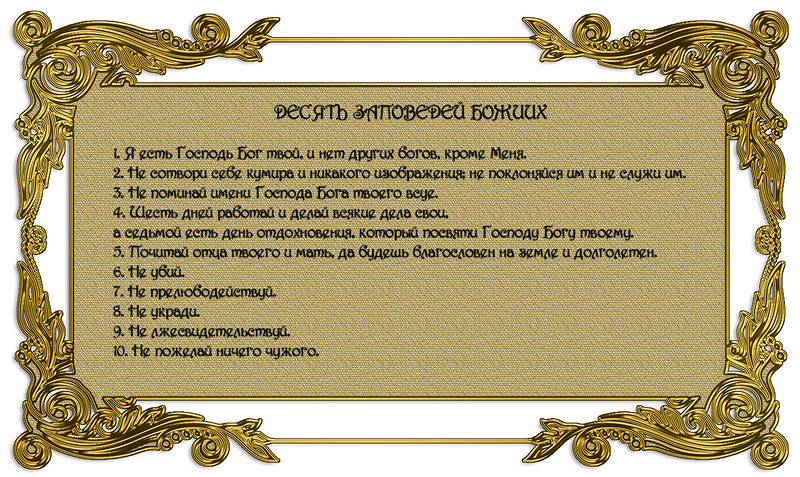 ДЕСЯТЬ ЗАПОВЕДЕЙ БОЖИИХ
1. Я есть Господь Бог твой, и нет других богов, кроме Меня.
2. Не сотвори себе кумира и никакого изображения; не поклоняйся им и не служи им.
3. Не поминай имени Господа Бога твоего всуе.
4. Шесть дней работай и делай всякие дела свои,
а седьмой есть день отдохновения, который посвяти Господу Богу твоему.
5. Почитай отца твоего и мать, да будешь благословен на земле и долголетен.
6. Не убий.
7. Не прелюбодействуй.
8. Не укради.
9. Не лжесвидетельствуй.
10. Не пожелай ничего чужого.